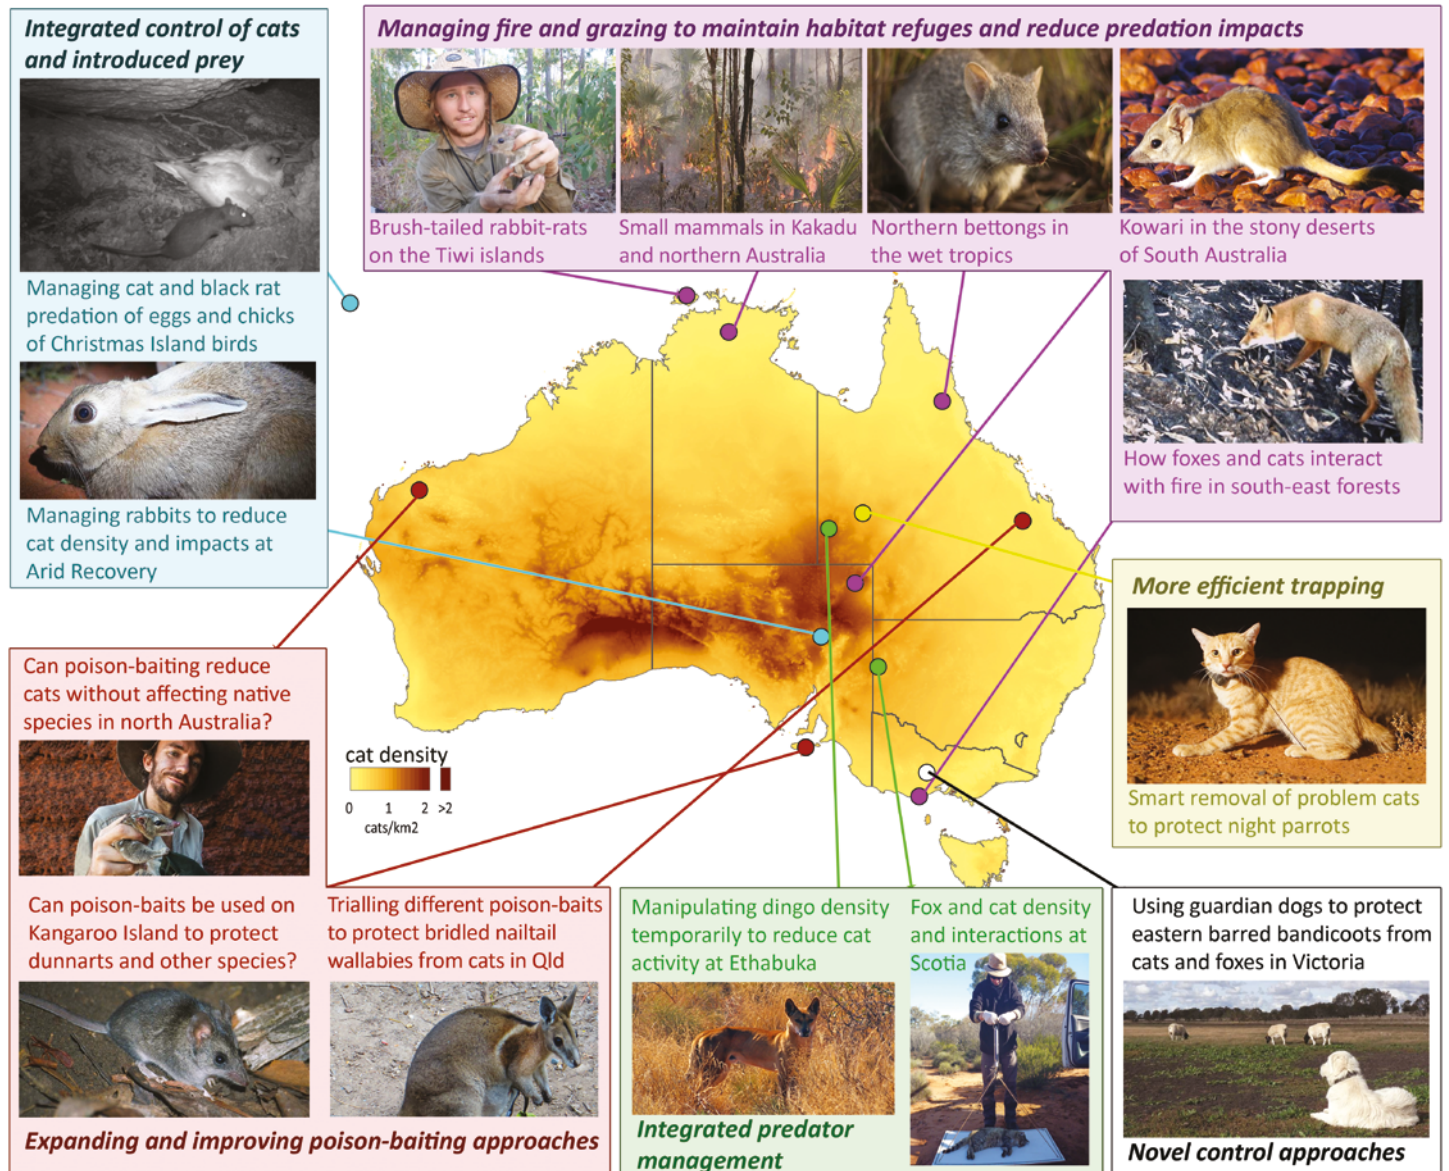 Integrated control of cats
and introduced prey
Managing cat and black rat
predation of eggs and chicks
of Christmas Island birds
Managing rabbits to reduce
cat density and impacts at
Arid Recovery
Managing fire and grazing to maintain habitat refuges and reduce predation impacts
Brush-tailed rabbit-rats
on the Tiwi islands
Small mammals in Kakadu
and northern Australia
Northern bettongs in
the wet tropics
Kowari in the stony deserts
of South Australia
How foxes and cats interact
with fire in south-east forests
More efficient trapping
Smart removal of problem cats
to protect night parrots
cat density
0 1 2 >2
cats/km2
Can poison-baiting reduce
cats without affecting native
species in north Australia?
Can poison-baits be used on
Kangaroo Island to protect
dunnarts and other species?
Trialling different poison-baits
to protect bridled nailtail
wallabies from cats in Qld
Expanding and improving poison-baiting approaches
Manipulating dingo density
temporarily to reduce cat
activity at Ethabuka
Fox and cat density
and interactions at
Scotia
Integrated predator
management
Using guardian dogs to protect
eastern barred bandicoots from
cats and foxes in Victoria
Novel control approaches